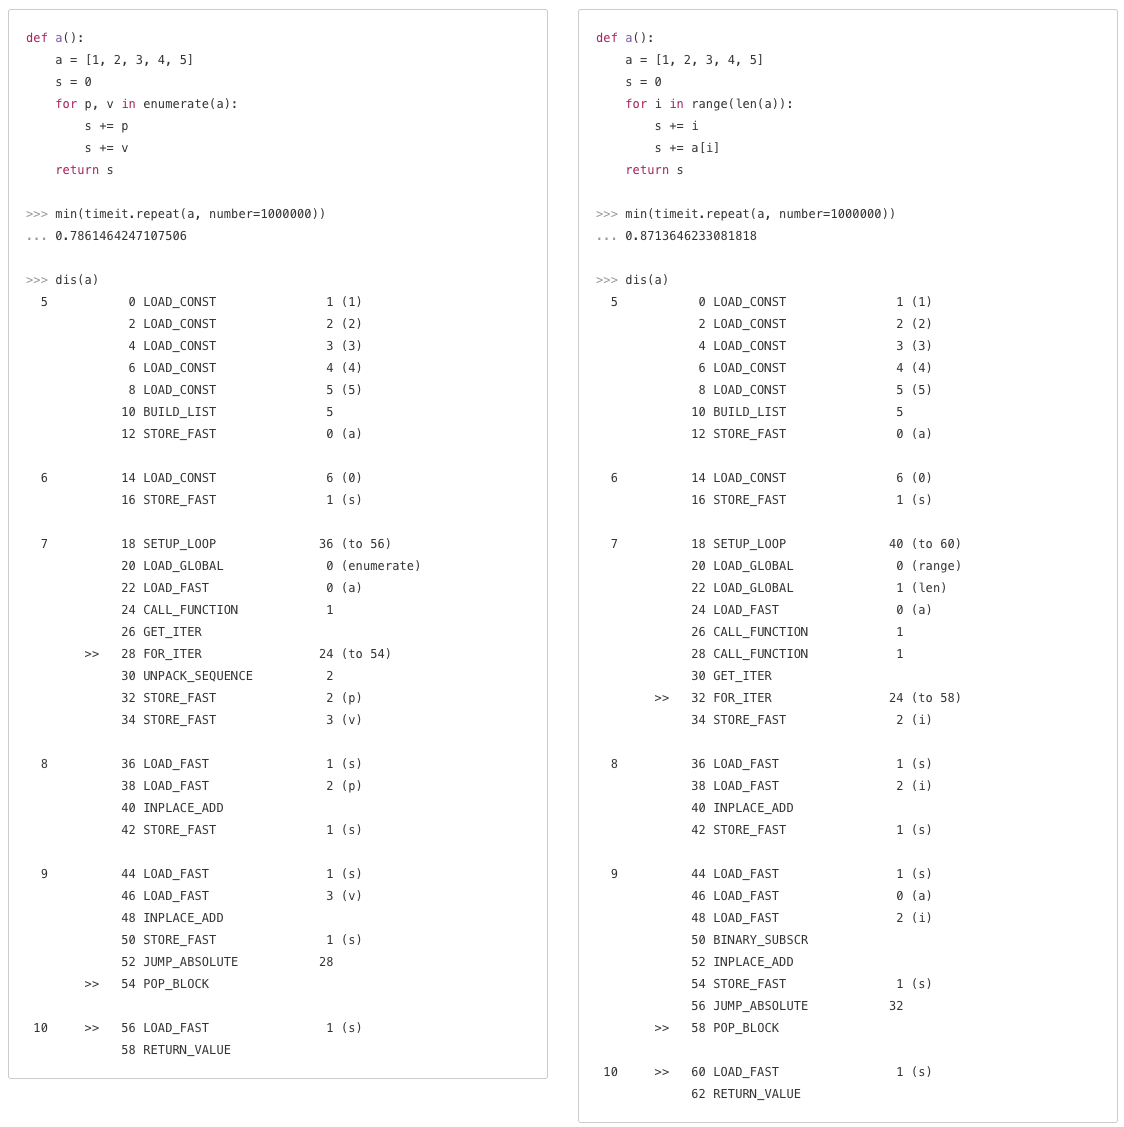 def a():
    a = [1, 2, 3, 4, 5]
    s = 0
    for p, v in enumerate(a):
        s += p
        s += v
    return s

>>> min(timeit.repeat(a, number=1000000))
... 0.7861464247107506

>>> dis(a)
  5           0 LOAD_CONST               1 (1)
              2 LOAD_CONST               2 (2)
              4 LOAD_CONST               3 (3)
              6 LOAD_CONST               4 (4)
              8 LOAD_CONST               5 (5)
             10 BUILD_LIST               5
             12 STORE_FAST               0 (a)

  6          14 LOAD_CONST               6 (0)
             16 STORE_FAST               1 (s)

  7          18 SETUP_LOOP              36 (to 56)
             20 LOAD_GLOBAL              0 (enumerate)
             22 LOAD_FAST                0 (a)
             24 CALL_FUNCTION            1
             26 GET_ITER
        >>   28 FOR_ITER                24 (to 54)
             30 UNPACK_SEQUENCE          2
             32 STORE_FAST               2 (p)
             34 STORE_FAST               3 (v)

  8          36 LOAD_FAST                1 (s)
             38 LOAD_FAST                2 (p)
             40 INPLACE_ADD
             42 STORE_FAST               1 (s)

  9          44 LOAD_FAST                1 (s)
             46 LOAD_FAST                3 (v)
             48 INPLACE_ADD
             50 STORE_FAST               1 (s)
             52 JUMP_ABSOLUTE           28
        >>   54 POP_BLOCK

 10     >>   56 LOAD_FAST                1 (s)
             58 RETURN_VALUE

def a():
    a = [1, 2, 3, 4, 5]
    s = 0
    for i in range(len(a)):
        s += i
        s += a[i]
    return s

>>> min(timeit.repeat(a, number=1000000))
... 0.8713646233081818

>>> dis(a)
  5           0 LOAD_CONST               1 (1)
              2 LOAD_CONST               2 (2)
              4 LOAD_CONST               3 (3)
              6 LOAD_CONST               4 (4)
              8 LOAD_CONST               5 (5)
             10 BUILD_LIST               5
             12 STORE_FAST               0 (a)

  6          14 LOAD_CONST               6 (0)
             16 STORE_FAST               1 (s)

  7          18 SETUP_LOOP              40 (to 60)
             20 LOAD_GLOBAL              0 (range)
             22 LOAD_GLOBAL              1 (len)
             24 LOAD_FAST                0 (a)
             26 CALL_FUNCTION            1
             28 CALL_FUNCTION            1
             30 GET_ITER
        >>   32 FOR_ITER                24 (to 58)
             34 STORE_FAST               2 (i)

  8          36 LOAD_FAST                1 (s)
             38 LOAD_FAST                2 (i)
             40 INPLACE_ADD
             42 STORE_FAST               1 (s)

  9          44 LOAD_FAST                1 (s)
             46 LOAD_FAST                0 (a)
             48 LOAD_FAST                2 (i)
             50 BINARY_SUBSCR
             52 INPLACE_ADD
             54 STORE_FAST               1 (s)
             56 JUMP_ABSOLUTE           32
        >>   58 POP_BLOCK

 10     >>   60 LOAD_FAST                1 (s)
             62 RETURN_VALUE